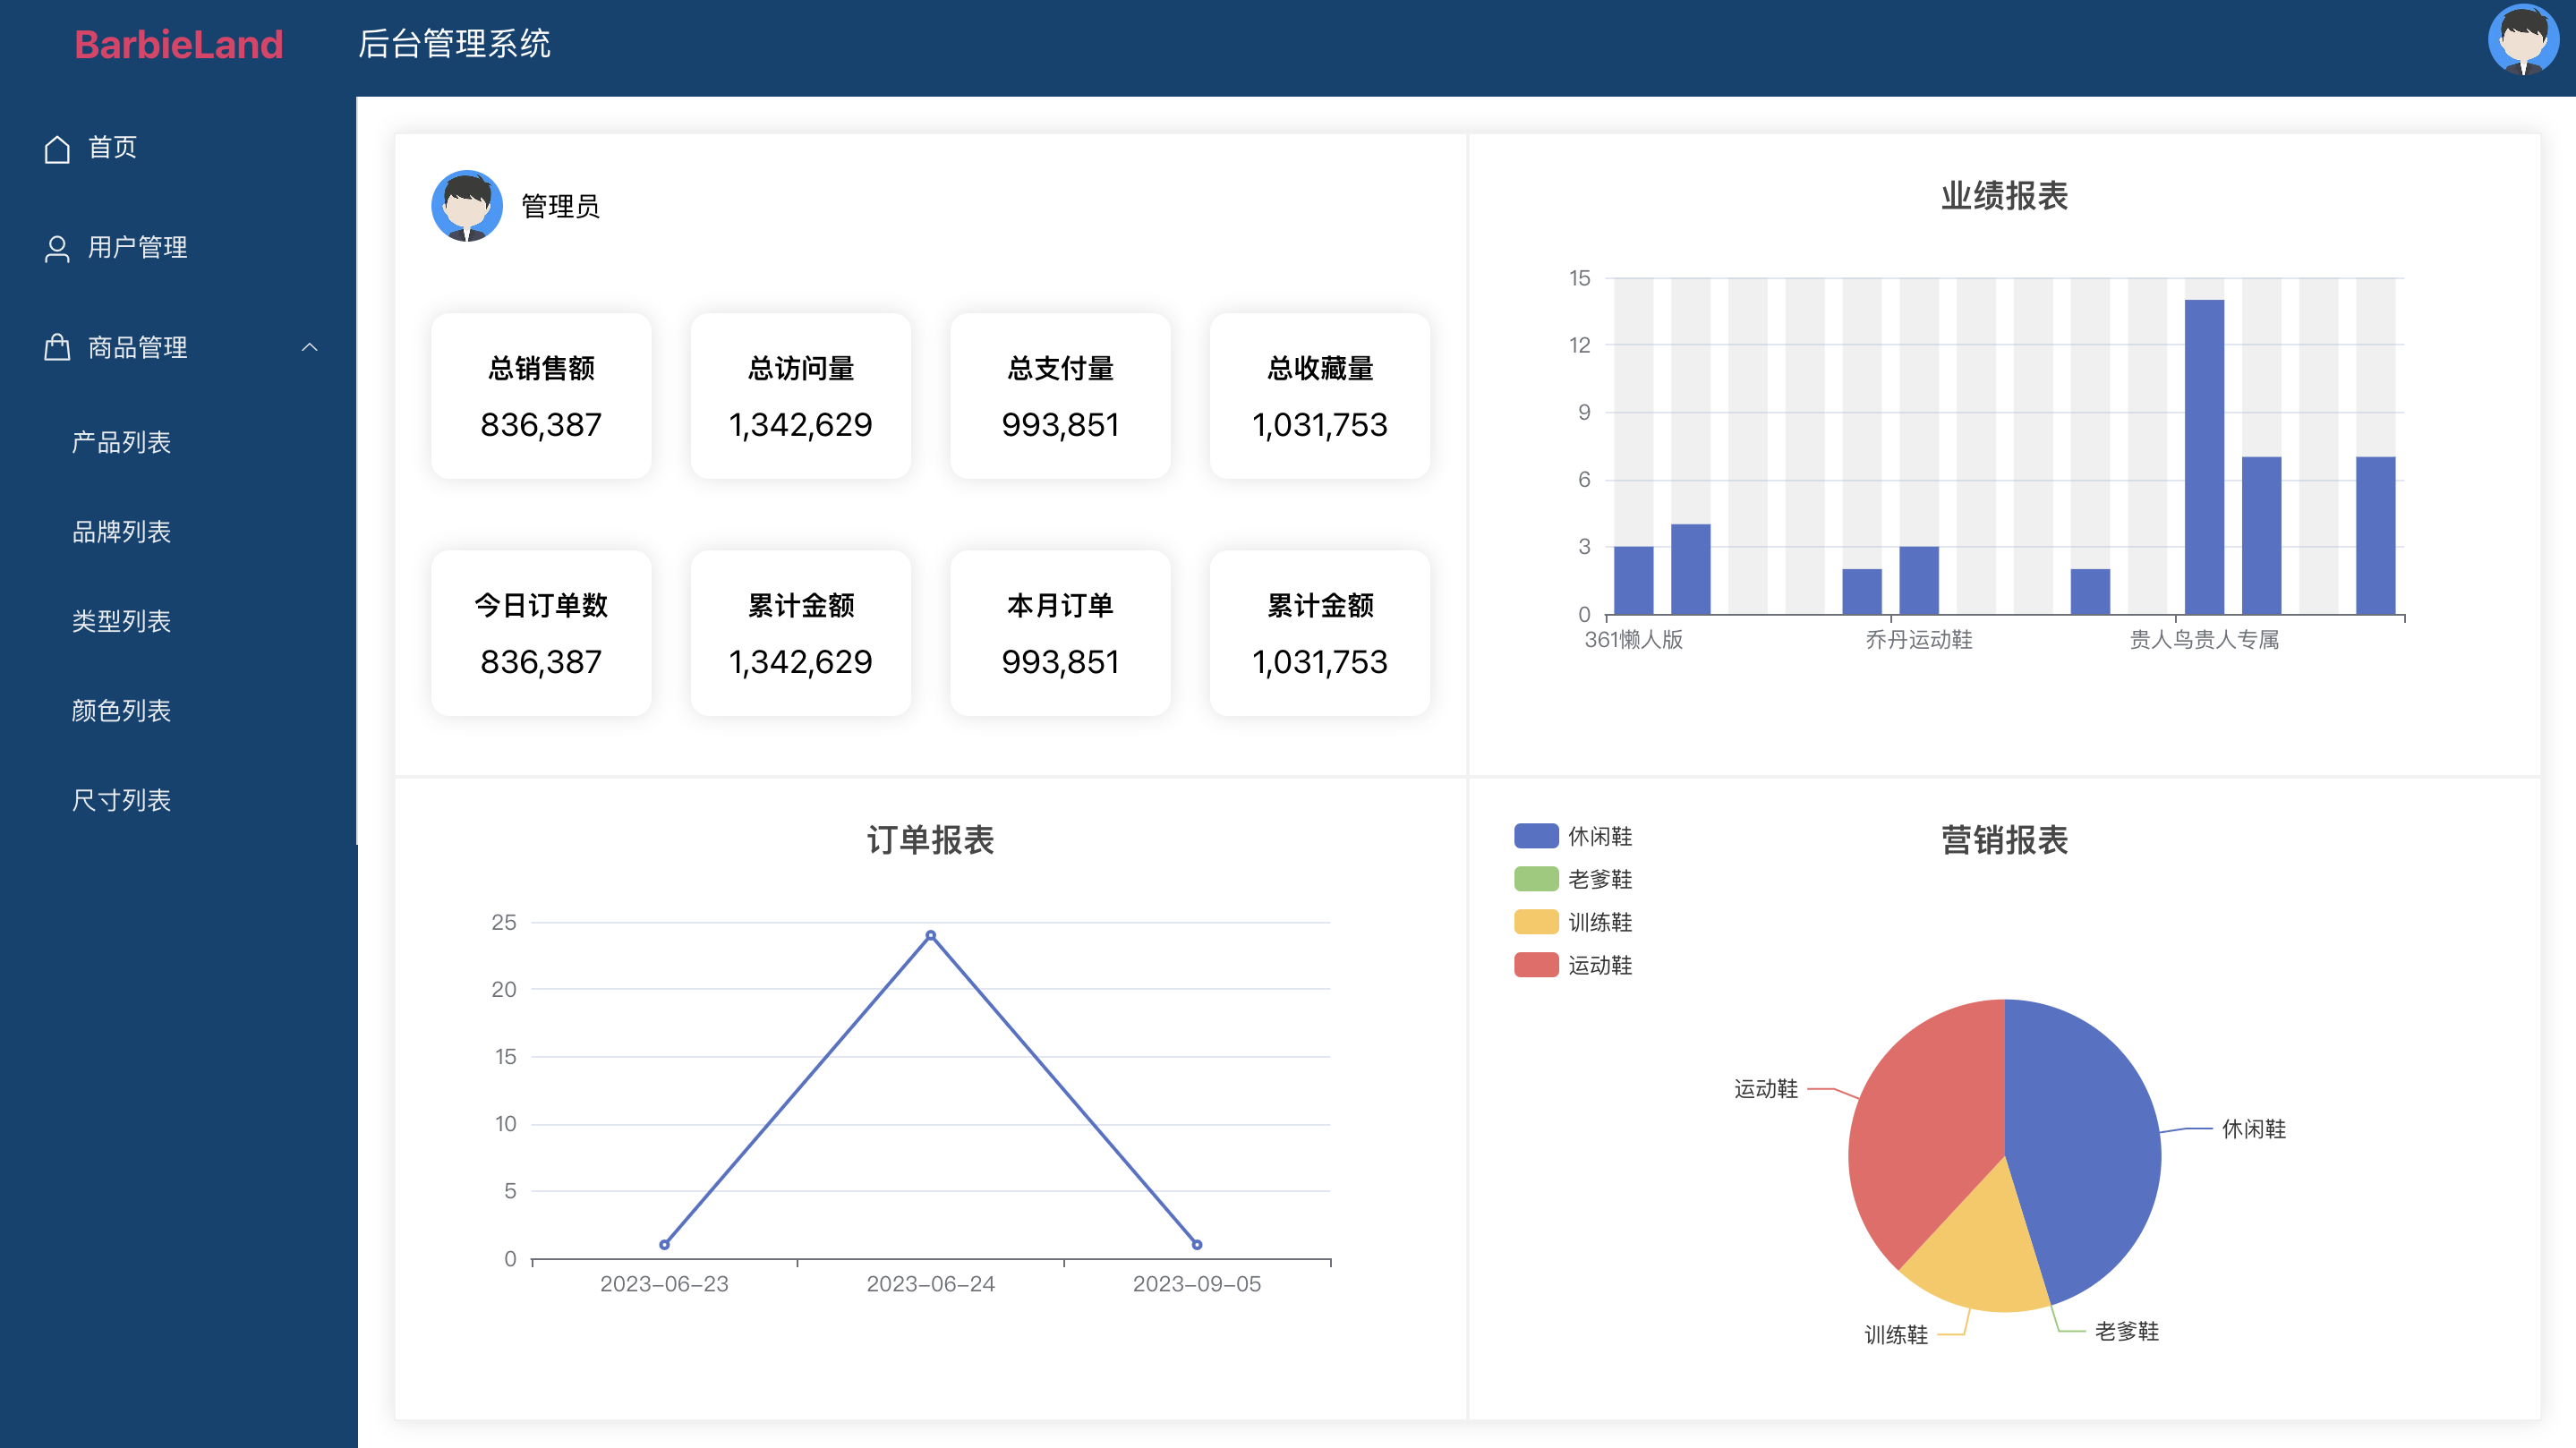 BarbieLand
后台管理系统
首页
用户管理
商品管理
产品列表
品牌列表
类型列表
颜色列表
尺寸列表
管理员
总销售额
836,387
总访问量
1,342,629
总支付量
993,851
总收藏量
1,031,753
今日订单数
836,387
累计金额
1,342,629
本月订单
993,851
累计金额
1,031,753
业绩报表
15
12
9
6
3
0
361懒人版 乔丹运动鞋 贵人鸟贵人专属
订单报表
25
20
15
10
5
0
2023-06-23 2023-06-24 2023-09-05
营销报表
休闲鞋
老爹鞋
训练鞋
运动鞋
运动鞋
休闲鞋
训练鞋
老爹鞋